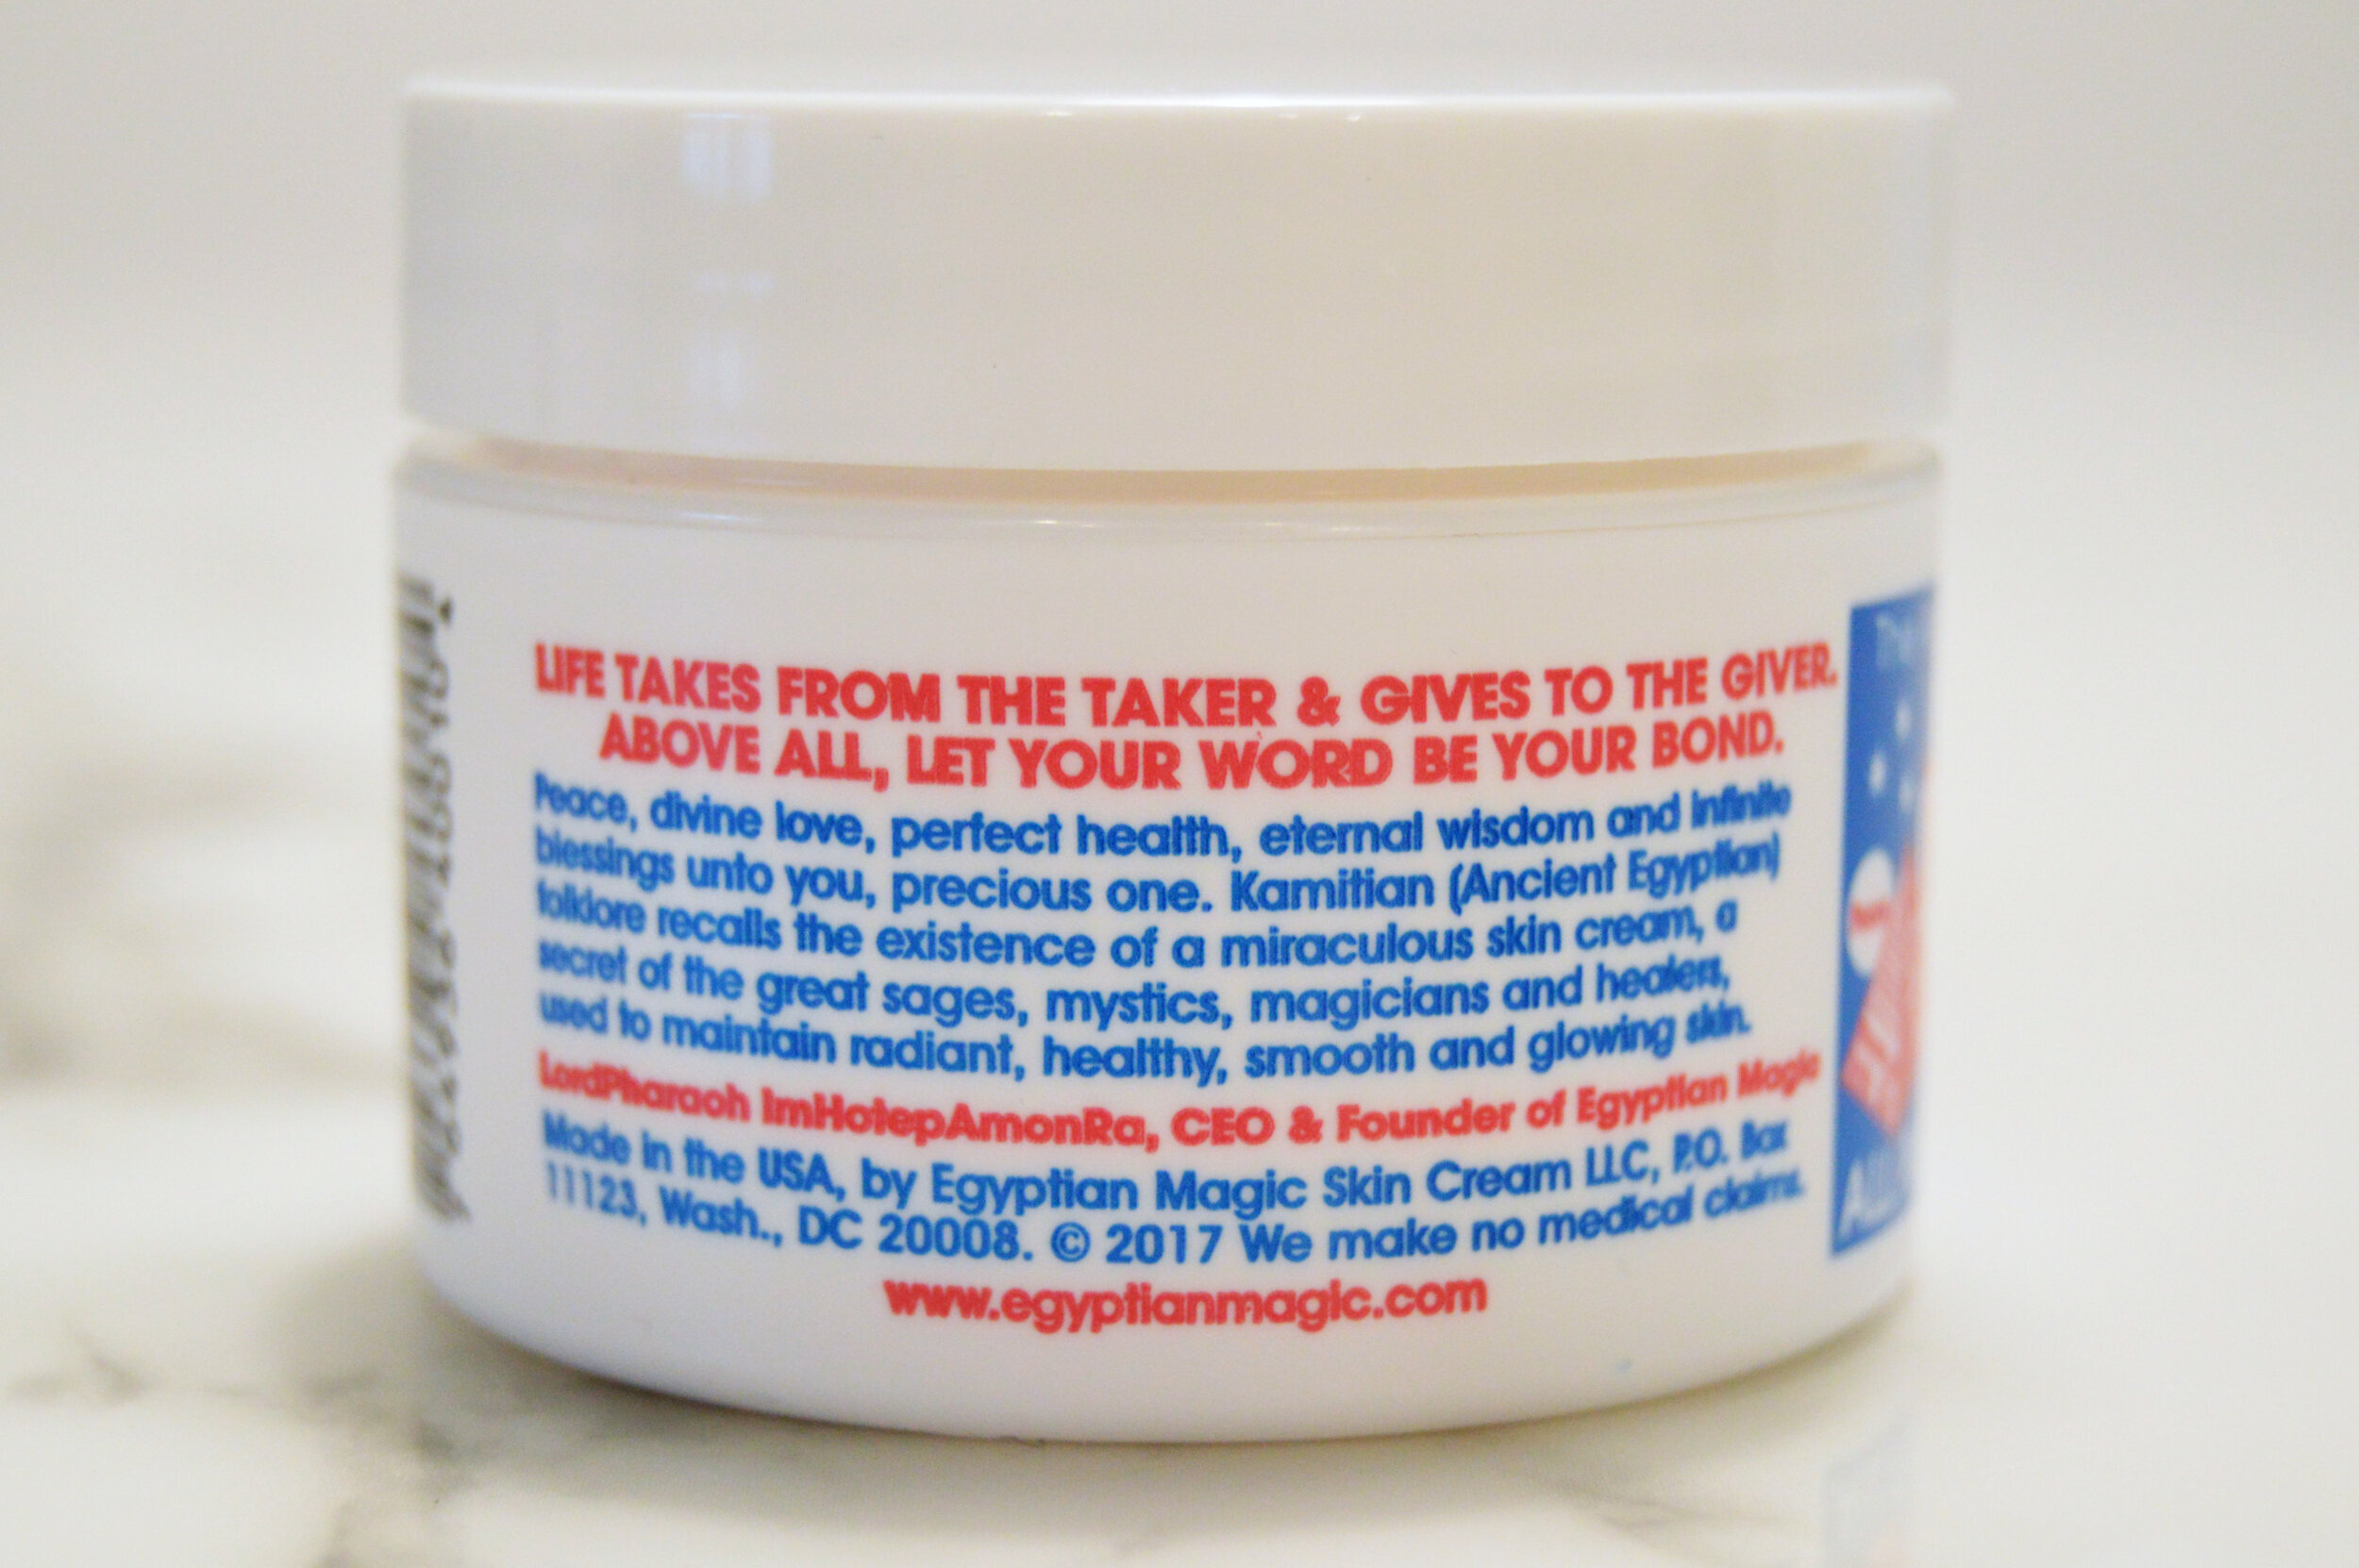 LIFE TAKES FROM THE TAKER & GIVES TO THE GIVER.
ABOVE ALL, LET YOUR WORD BE YOUR BOND.
Peace, divine love, perfect health, eternal wisdom and infinite
blessings unto you, precious one. Kamitian (Ancient Egyptian)
folklore recalls the existence of a miraculous skin cream, a
secret of the great sages, mystics, magicians and healers,
used to maintain radiant, healthy, smooth and glowing skin.
LordPharaoh ImHotepAmonRa, CEO & Founder of Egyptian Magic
Made in the USA, by Egyptian Magic Skin Cream LLC, P.O. Box
11123, Wash., DC 20008. © 2017 We make no medical claims.
www.egyptianmagic.com